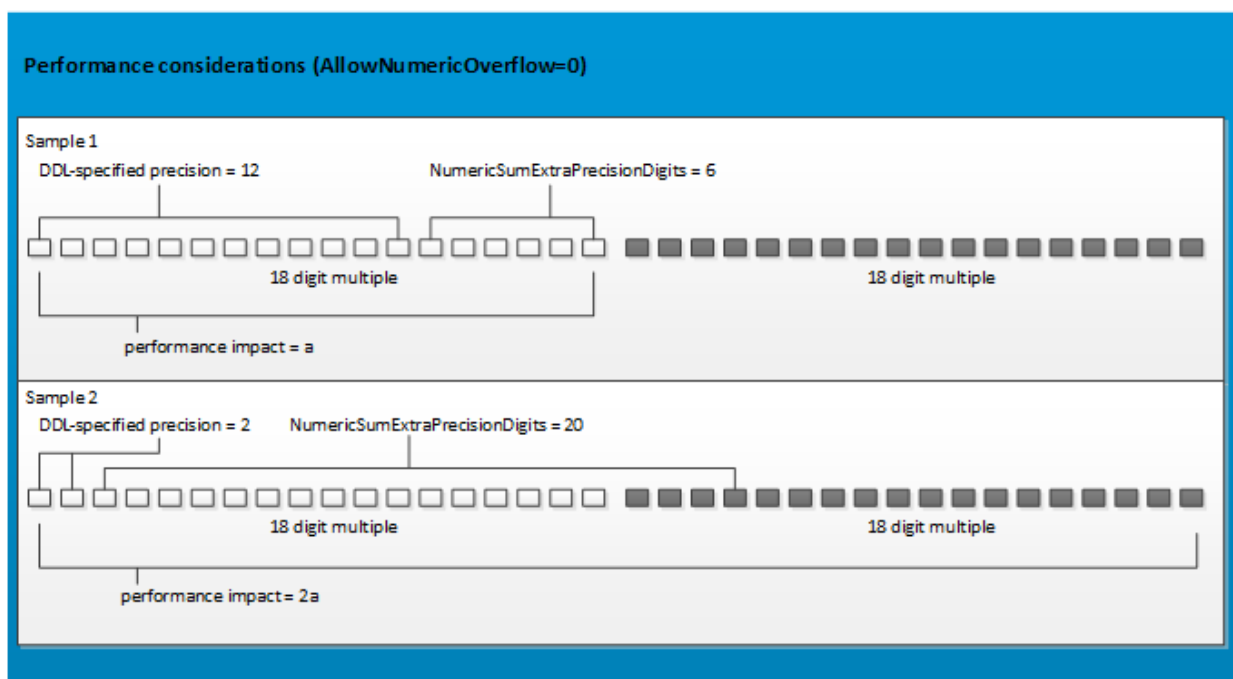 Performance considerations (AllowNumericOverflow=0)
Sample 1
DDL-specified precision = 12
NumericSumExtraPrecisionDigits = 6
18 digit multiple
18 digit multiple
performance impact = a
Sample 2
DDL-specified precision = 2
NumericSumExtraPrecisionDigits = 20
18 digit multiple
18 digit multiple
performance impact = 2a